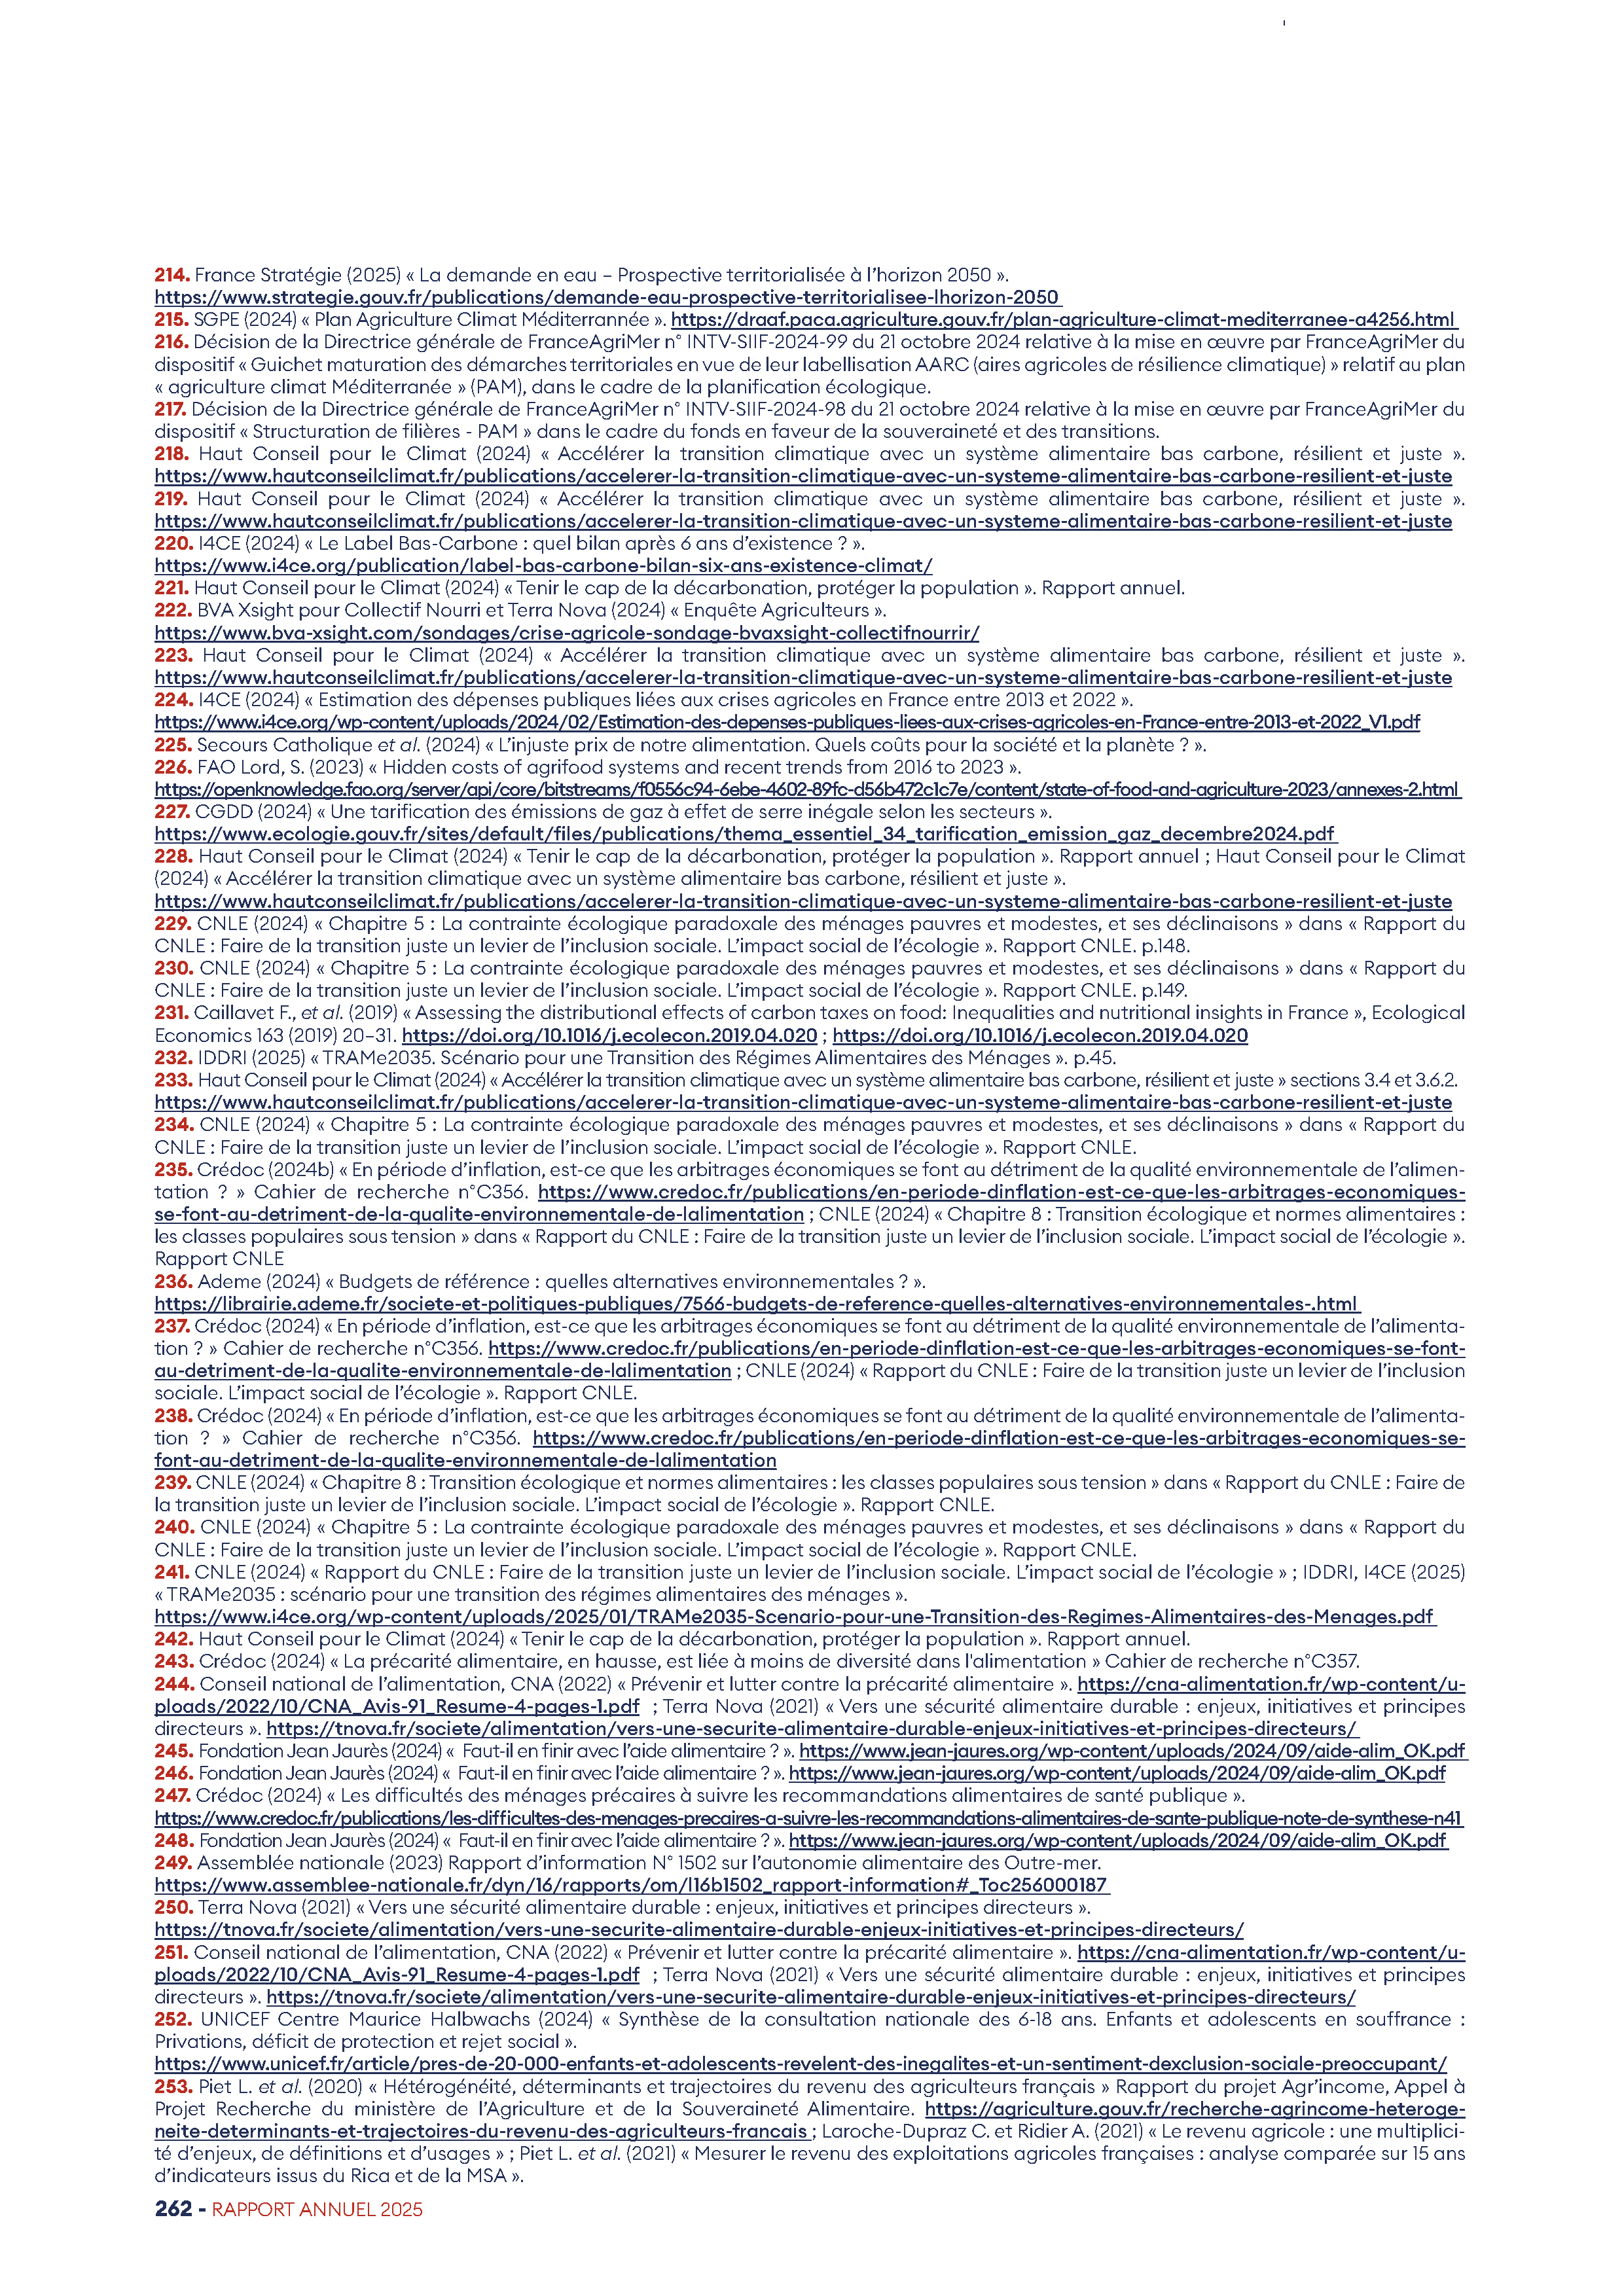 214. France Stratégie (2025) « La demande en eau – Prospective territorialisée à l’horizon 2050 ».
https://www.strategie.gouv.fr/publications/demande-eau-prospective-territorialisee-lhorizon-2050
215. SGPE (2024) « Plan Agriculture Climat Méditerrannée ». https://draaf.paca.agriculture.gouv.fr/plan-agriculture-climat-mediterranee-a4256.html
216. Décision de la Directrice générale de FranceAgriMer n° INTV-SIIF-2024-99 du 21 octobre 2024 relative à la mise en œuvre par FranceAgriMer du
dispositif « Guichet maturation des démarches territoriales en vue de leur labellisation AARC (aires agricoles de résilience climatique) » relatif au plan
« agriculture climat Méditerranée » (PAM), dans le cadre de la planification écologique.
217. Décision de la Directrice générale de FranceAgriMer n° INTV-SIIF-2024-98 du 21 octobre 2024 relative à la mise en œuvre par FranceAgriMer du
dispositif « Structuration de filières - PAM » dans le cadre du fonds en faveur de la souveraineté et des transitions.
218. Haut Conseil pour le Climat (2024) « Accélérer la transition climatique avec un système alimentaire bas carbone, résilient et juste ».
https://www.hautconseilclimat.fr/publications/accelerer-la-transition-climatique-avec-un-systeme-alimentaire-bas-carbone-resilient-et-juste
219. Haut Conseil pour le Climat (2024) « Accélérer la transition climatique avec un système alimentaire bas carbone, résilient et juste ».
https://www.hautconseilclimat.fr/publications/accelerer-la-transition-climatique-avec-un-systeme-alimentaire-bas-carbone-resilient-et-juste
220. I4CE (2024) « Le Label Bas-Carbone : quel bilan après 6 ans d’existence ? ».
https://www.i4ce.org/publication/label-bas-carbone-bilan-six-ans-existence-climat/
221. Haut Conseil pour le Climat (2024) « Tenir le cap de la décarbonation, protéger la population ». Rapport annuel.
222. BVA Xsight pour Collectif Nourri et Terra Nova (2024) « Enquête Agriculteurs ».
https://www.bva-xsight.com/sondages/crise-agricole-sondage-bvaxsight-collectifnourrir/
223. Haut Conseil pour le Climat (2024) « Accélérer la transition climatique avec un système alimentaire bas carbone, résilient et juste ».
https://www.hautconseilclimat.fr/publications/accelerer-la-transition-climatique-avec-un-systeme-alimentaire-bas-carbone-resilient-et-juste
224. I4CE (2024) « Estimation des dépenses publiques liées aux crises agricoles en France entre 2013 et 2022 ».
https://www.i4ce.org/wp-content/uploads/2024/02/Estimation-des-depenses-publiques-liees-aux-crises-agricoles-en-France-entre-2013-et-2022_V1.pdf
225. Secours Catholique et al. (2024) « L’injuste prix de notre alimentation. Quels coûts pour la société et la planète ? ».
226. FAO Lord, S. (2023) « Hidden costs of agrifood systems and recent trends from 2016 to 2023 ».
https://openknowledge.fao.org/server/api/core/bitstreams/f0556c94-6ebe-4602-89fc-d56b472c1c7e/content/state-of-food-and-agriculture-2023/annexes-2.html
227. CGDD (2024) « Une tarification des émissions de gaz à effet de serre inégale selon les secteurs ».
https://www.ecologie.gouv.fr/sites/default/files/publications/thema_essentiel_34_tarification_emission_gaz_decembre2024.pdf
228. Haut Conseil pour le Climat (2024) « Tenir le cap de la décarbonation, protéger la population ». Rapport annuel ; Haut Conseil pour le Climat
(2024) « Accélérer la transition climatique avec un système alimentaire bas carbone, résilient et juste ».
https://www.hautconseilclimat.fr/publications/accelerer-la-transition-climatique-avec-un-systeme-alimentaire-bas-carbone-resilient-et-juste
229. CNLE (2024) « Chapitre 5 : La contrainte écologique paradoxale des ménages pauvres et modestes, et ses déclinaisons » dans « Rapport du
CNLE : Faire de la transition juste un levier de l’inclusion sociale. L’impact social de l’écologie ». Rapport CNLE. p.148.
230. CNLE (2024) « Chapitre 5 : La contrainte écologique paradoxale des ménages pauvres et modestes, et ses déclinaisons » dans « Rapport du
CNLE : Faire de la transition juste un levier de l’inclusion sociale. L’impact social de l’écologie ». Rapport CNLE. p.149.
231. Caillavet F., et al. (2019) « Assessing the distributional effects of carbon taxes on food: Inequalities and nutritional insights in France », Ecological
Economics 163 (2019) 20–31. https://doi.org/10.1016/j.ecolecon.2019.04.020 ; https://doi.org/10.1016/j.ecolecon.2019.04.020
232. IDDRI (2025) « TRAMe2035. Scénario pour une Transition des Régimes Alimentaires des Ménages ». p.45.
233. Haut Conseil pour le Climat (2024) « Accélérer la transition climatique avec un système alimentaire bas carbone, résilient et juste » sections 3.4 et 3.6.2.
https://www.hautconseilclimat.fr/publications/accelerer-la-transition-climatique-avec-un-systeme-alimentaire-bas-carbone-resilient-et-juste
234. CNLE (2024) « Chapitre 5 : La contrainte écologique paradoxale des ménages pauvres et modestes, et ses déclinaisons » dans « Rapport du
CNLE : Faire de la transition juste un levier de l’inclusion sociale. L’impact social de l’écologie ». Rapport CNLE.
235. Crédoc (2024b) « En période d’inflation, est-ce que les arbitrages économiques se font au détriment de la qualité environnementale de l’alimen-
tation ? » Cahier de recherche n°C356. https://www.credoc.fr/publications/en-periode-dinflation-est-ce-que-les-arbitrages-economiques-
se-font-au-detriment-de-la-qualite-environnementale-de-lalimentation ; CNLE (2024) « Chapitre 8 : Transition écologique et normes alimentaires :
les classes populaires sous tension » dans « Rapport du CNLE : Faire de la transition juste un levier de l’inclusion sociale. L’impact social de l’écologie ».
Rapport CNLE
236. Ademe (2024) « Budgets de référence : quelles alternatives environnementales ? ».
https://librairie.ademe.fr/societe-et-politiques-publiques/7566-budgets-de-reference-quelles-alternatives-environnementales-.html
237. Crédoc (2024) « En période d’inflation, est-ce que les arbitrages économiques se font au détriment de la qualité environnementale de l’alimenta-
tion ? » Cahier de recherche n°C356. https://www.credoc.fr/publications/en-periode-dinflation-est-ce-que-les-arbitrages-economiques-se-font-
au-detriment-de-la-qualite-environnementale-de-lalimentation ; CNLE (2024) « Rapport du CNLE : Faire de la transition juste un levier de l’inclusion
sociale. L’impact social de l’écologie ». Rapport CNLE.
238. Crédoc (2024) « En période d’inflation, est-ce que les arbitrages économiques se font au détriment de la qualité environnementale de l’alimenta-
tion ? » Cahier de recherche n°C356. https://www.credoc.fr/publications/en-periode-dinflation-est-ce-que-les-arbitrages-economiques-se-
font-au-detriment-de-la-qualite-environnementale-de-lalimentation
239. CNLE (2024) « Chapitre 8 : Transition écologique et normes alimentaires : les classes populaires sous tension » dans « Rapport du CNLE : Faire de
la transition juste un levier de l’inclusion sociale. L’impact social de l’écologie ». Rapport CNLE.
240. CNLE (2024) « Chapitre 5 : La contrainte écologique paradoxale des ménages pauvres et modestes, et ses déclinaisons » dans « Rapport du
CNLE : Faire de la transition juste un levier de l’inclusion sociale. L’impact social de l’écologie ». Rapport CNLE.
241. CNLE (2024) « Rapport du CNLE : Faire de la transition juste un levier de l’inclusion sociale. L’impact social de l’écologie » ; IDDRI, I4CE (2025)
« TRAMe2035 : scénario pour une transition des régimes alimentaires des ménages ».
https://www.i4ce.org/wp-content/uploads/2025/01/TRAMe2035-Scenario-pour-une-Transition-des-Regimes-Alimentaires-des-Menages.pdf
242. Haut Conseil pour le Climat (2024) « Tenir le cap de la décarbonation, protéger la population ». Rapport annuel.
243. Crédoc (2024) « La précarité alimentaire, en hausse, est liée à moins de diversité dans l'alimentation » Cahier de recherche n°C357.
244. Conseil national de l’alimentation, CNA (2022) « Prévenir et lutter contre la précarité alimentaire ». https://cna-alimentation.fr/wp-content/u-
ploads/2022/10/CNA_Avis-91_Resume-4-pages-1.pdf ; Terra Nova (2021) « Vers une sécurité alimentaire durable : enjeux, initiatives et principes
directeurs ». https://tnova.fr/societe/alimentation/vers-une-securite-alimentaire-durable-enjeux-initiatives-et-principes-directeurs/
245. Fondation Jean Jaurès (2024) « Faut-il en finir avec l’aide alimentaire ? ». https://www.jean-jaures.org/wp-content/uploads/2024/09/aide-alim_OK.pdf
246. Fondation Jean Jaurès (2024) « Faut-il en finir avec l’aide alimentaire ? ». https://www.jean-jaures.org/wp-content/uploads/2024/09/aide-alim_OK.pdf
247. Crédoc (2024) « Les difficultés des ménages précaires à suivre les recommandations alimentaires de santé publique ».
https://www.credoc.fr/publications/les-difficultes-des-menages-precaires-a-suivre-les-recommandations-alimentaires-de-sante-publique-note-de-synthese-n41
248. Fondation Jean Jaurès (2024) « Faut-il en finir avec l’aide alimentaire ? ». https://www.jean-jaures.org/wp-content/uploads/2024/09/aide-alim_OK.pdf
249. Assemblée nationale (2023) Rapport d’information N° 1502 sur l’autonomie alimentaire des Outre-mer.
https://www.assemblee-nationale.fr/dyn/16/rapports/om/l16b1502_rapport-information#_Toc256000187
250. Terra Nova (2021) « Vers une sécurité alimentaire durable : enjeux, initiatives et principes directeurs ».
https://tnova.fr/societe/alimentation/vers-une-securite-alimentaire-durable-enjeux-initiatives-et-principes-directeurs/
251. Conseil national de l’alimentation, CNA (2022) « Prévenir et lutter contre la précarité alimentaire ». https://cna-alimentation.fr/wp-content/u-
ploads/2022/10/CNA_Avis-91_Resume-4-pages-1.pdf ; Terra Nova (2021) « Vers une sécurité alimentaire durable : enjeux, initiatives et principes
directeurs ». https://tnova.fr/societe/alimentation/vers-une-securite-alimentaire-durable-enjeux-initiatives-et-principes-directeurs/
252. UNICEF Centre Maurice Halbwachs (2024) « Synthèse de la consultation nationale des 6-18 ans. Enfants et adolescents en souffrance :
Privations, déficit de protection et rejet social ».
https://www.unicef.fr/article/pres-de-20-000-enfants-et-adolescents-revelent-des-inegalites-et-un-sentiment-dexclusion-sociale-preoccupant/
253. Piet L. et al. (2020) « Hétérogénéité, déterminants et trajectoires du revenu des agriculteurs français » Rapport du projet Agr’income, Appel à
Projet Recherche du ministère de l’Agriculture et de la Souveraineté Alimentaire. https://agriculture.gouv.fr/recherche-agrincome-heteroge-
neite-determinants-et-trajectoires-du-revenu-des-agriculteurs-francais ; Laroche-Dupraz C. et Ridier A. (2021) « Le revenu agricole : une multiplici-
té d’enjeux, de définitions et d’usages » ; Piet L. et al. (2021) « Mesurer le revenu des exploitations agricoles françaises : analyse comparée sur 15 ans
d’indicateurs issus du Rica et de la MSA ».
262 - RAPPORT ANNUEL 2025